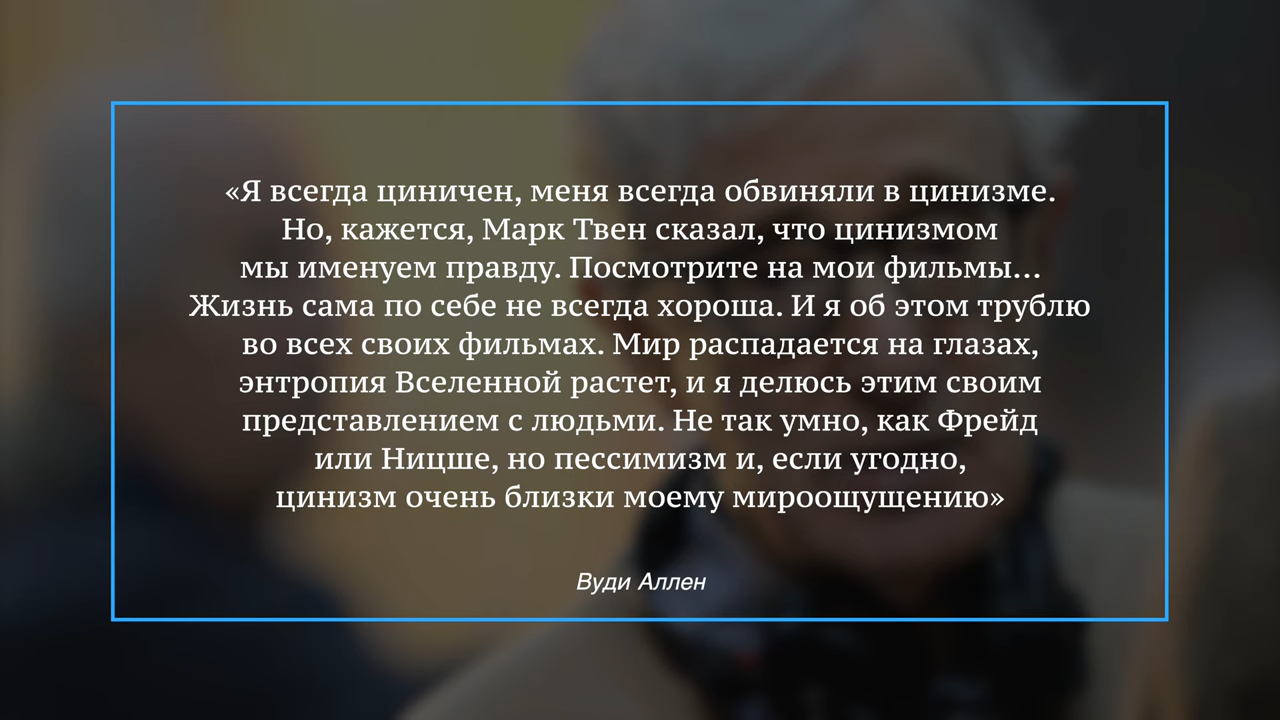 «Я всегда циничен, меня всегда обвиняли в цинизме.
Но, кажется, Марк Твен сказал, что цинизмом
мы именуем правду. Посмотрите на мои фильмы...
Жизнь сама по себе не всегда хороша. И я об этом трублю
во всех своих фильмах. Мир распадается на глазах,
энтропия Вселенной растет, и я делюсь этим своим
представлением с людьми. Не так умно, как Фрейд
или Ницше, но пессимизм и, если угодно,
цинизм очень близки моему мироощущению»
Вуди Аллен